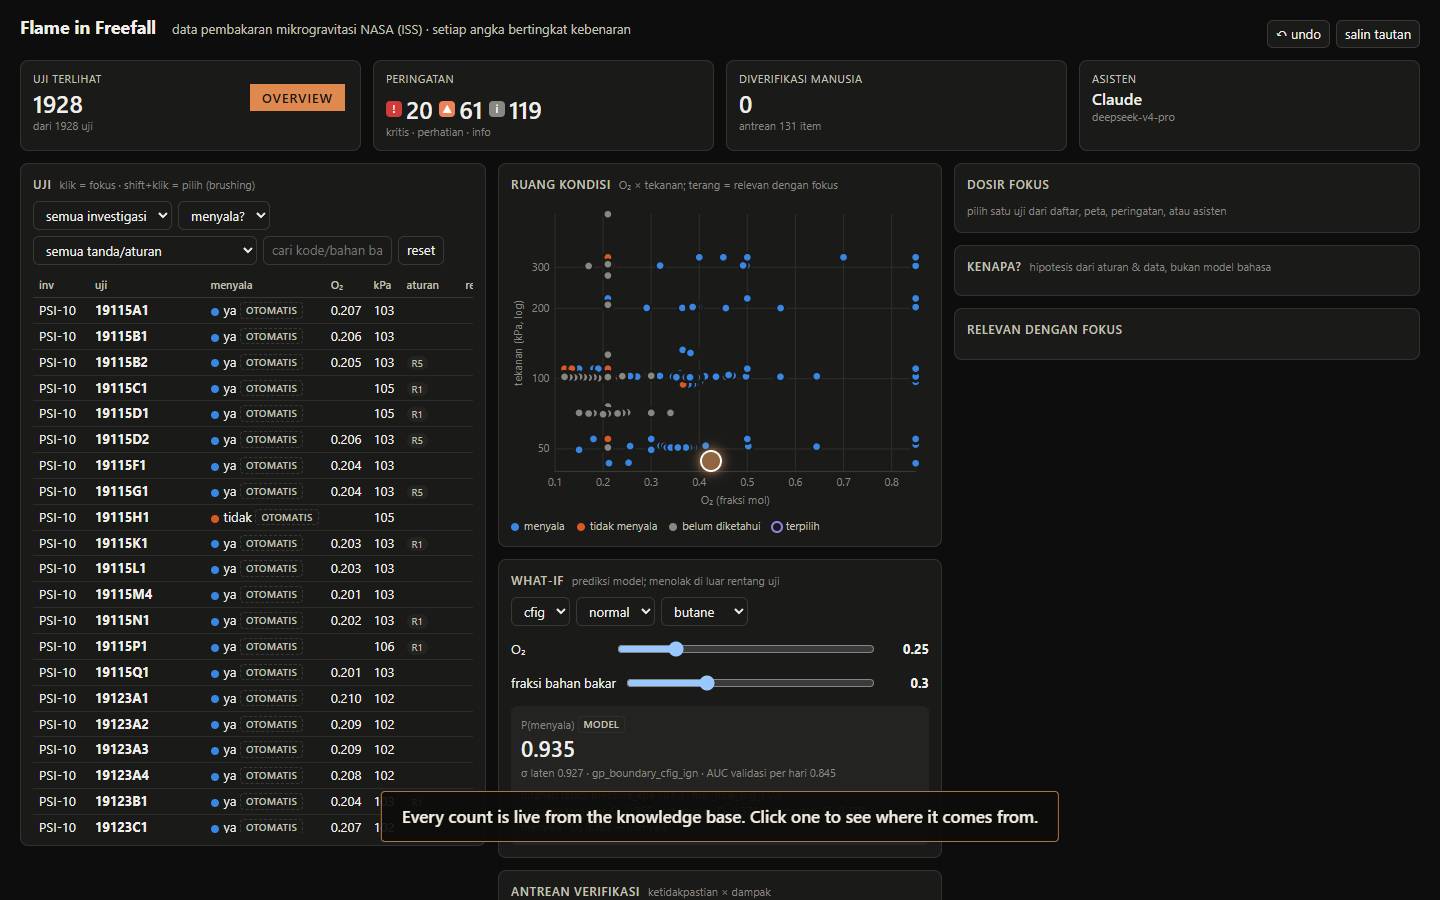 Flame in Freefall data pembakaran mikrogravitasi NASA (ISS) · setiap angka bertingkat kebenaran
↶ undo salin tautan
UJI TERLIHAT
1928
dari 1928 uji
OVERVIEW
PERINGATAN
! 20 ▲ 61 i 119
kritis · perhatian · info
DIVERIFIKASI MANUSIA
0
antrean 131 item
ASISTEN
Claude
deepseek-v4-pro
UJI klik = fokus · shift+klik = pilih (brushing)
semua investigasi menyala?
semua tanda/aturan cari kode/bahan ba reset
inv uji menyala O₂ kPa aturan
PSI-10 19115A1 ya OTOMATIS 0.207 103
PSI-10 19115B1 ya OTOMATIS 0.206 103
PSI-10 19115B2 ya OTOMATIS 0.205 103 R5
PSI-10 19115C1 ya OTOMATIS 105 R1
PSI-10 19115D1 ya OTOMATIS 105 R1
PSI-10 19115D2 ya OTOMATIS 0.206 103 R5
PSI-10 19115F1 ya OTOMATIS 0.204 103
PSI-10 19115G1 ya OTOMATIS 0.204 103 R5
PSI-10 19115H1 tidak OTOMATIS 105
PSI-10 19115K1 ya OTOMATIS 0.203 103 R1
PSI-10 19115L1 ya OTOMATIS 0.203 103
PSI-10 19115M4 ya OTOMATIS 0.201 103
PSI-10 19115N1 ya OTOMATIS 0.202 103 R1
PSI-10 19115P1 ya OTOMATIS 106 R1
PSI-10 19115Q1 ya OTOMATIS 0.201 103
PSI-10 19123A1 ya OTOMATIS 0.210 102
PSI-10 19123A2 ya OTOMATIS 0.209 102
PSI-10 19123A3 ya OTOMATIS 0.209 102
PSI-10 19123A4 ya OTOMATIS 0.208 102
PSI-10 19123B1 ya OTOMATIS 0.204
PSI-10 19123C1 ya OTOMATIS 0.207
RUANG KONDISI O₂ × tekanan; terang = relevan dengan fokus
tekanan (kPa, log)
300
200
100
50
0.1 0.2 0.3 0.4 0.5 0.6 0.7 0.8
O₂ (fraksi mol)
menyala tidak menyala belum diketahui terpilih
WHAT-IF prediksi model; menolak di luar rentang uji
cfig normal butane
O₂ 0.25
fraksi bahan bakar 0.3
P(menyala) MODEL
0.935
σ laten 0.927 · gp_boundary_cfig_ign · AUC validasi per hari 0.845
Every count is live from the knowledge base. Click one to see where it comes from.
ANTREAN VERIFIKASI ketidakpastian × dampak
DOSIR FOKUS
pilih satu uji dari daftar, peta, peringatan, atau asisten
KENAPA? hipotesis dari aturan & data, bukan model bahasa
RELEVAN DENGAN FOKUS